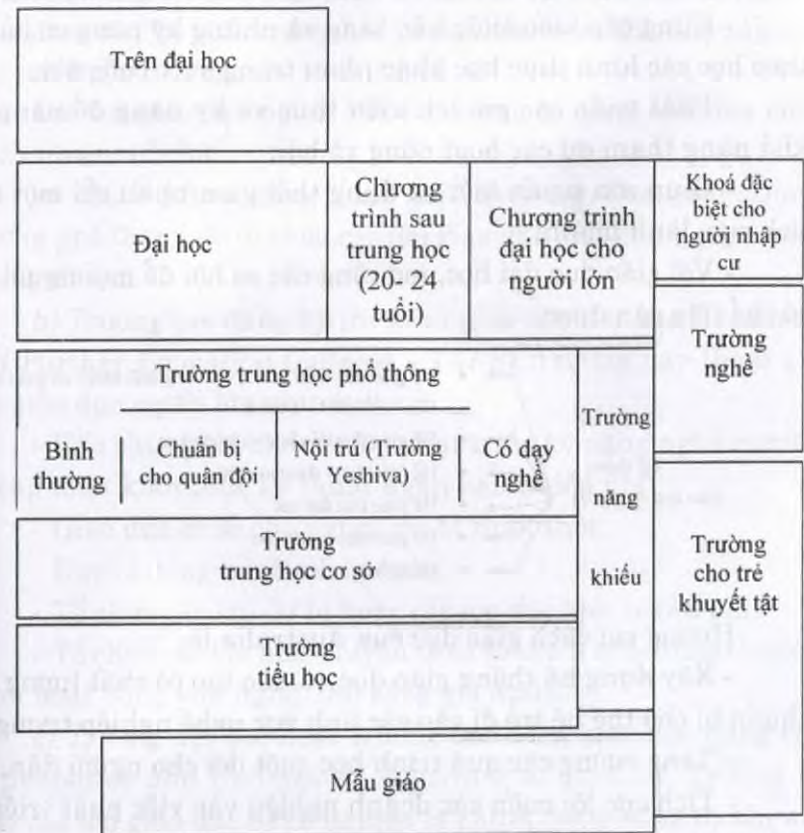 Trên đại học
Đại học
Chương
trình sau
trung học
(20- 24
tuổi)
Chương trình
đại học cho
người lớn
Khoá đặc
biệt cho
người nhập
cư
Trường
nghề
Trường trung học phổ thông
Bình
thường
Chuẩn bị
cho quân đội
Nội trú (Trường
Yeshiva)
Có dạy
nghề
Trường
năng
khiếu
Trường
trung học cơ sở
Trường
cho trẻ
khuyết tật
Trường
tiểu học
Mẫu giáo